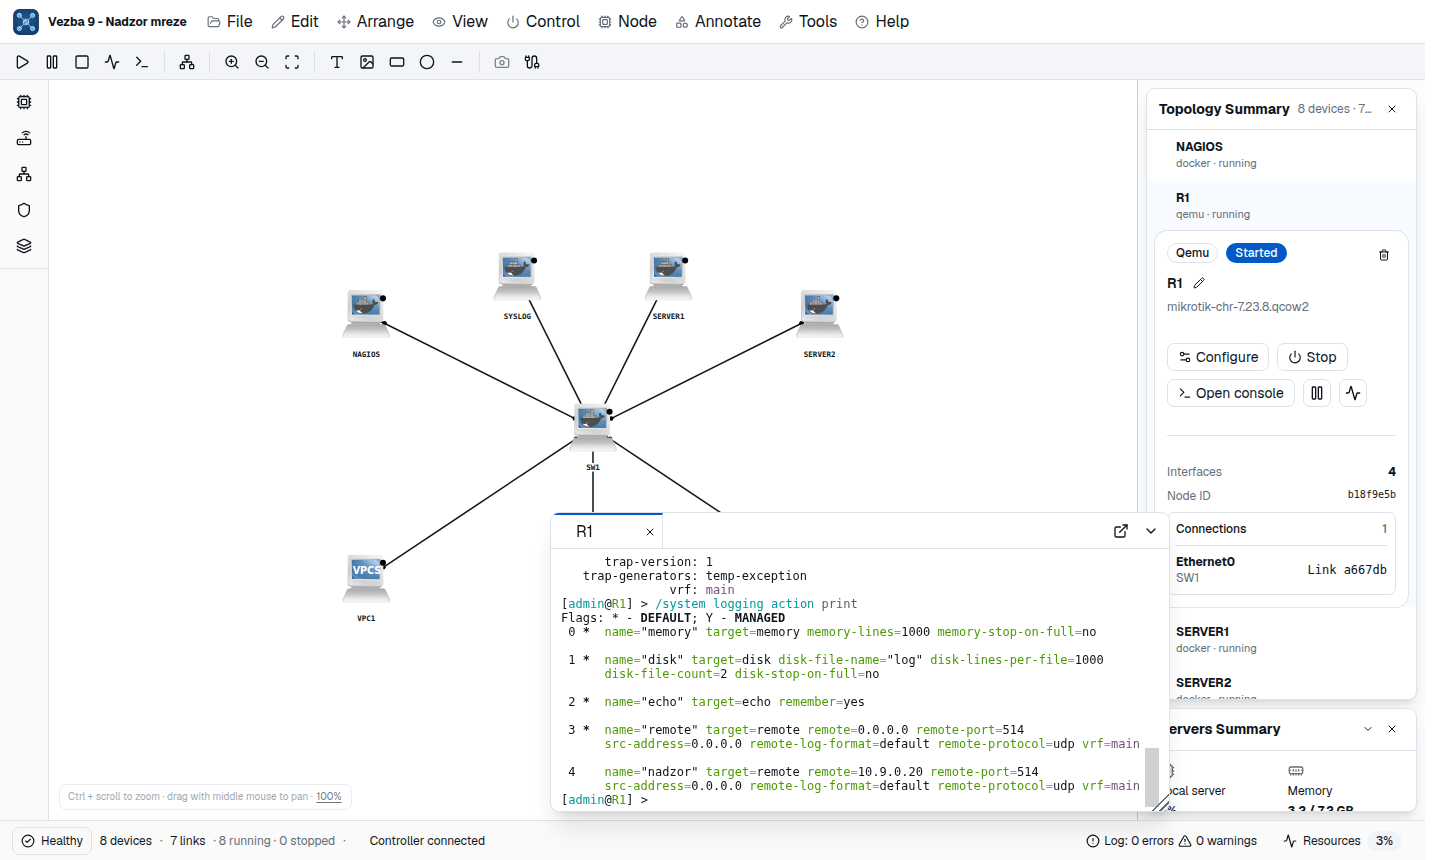 Vezba 9 - Nadzor mreze
File
Edit
Arrange
View
Control
Node
Annotate
Tools
Help
Topology Summary
8 devices · 7...
NAGIOS
docker · running
R1
qemu · running
Qemu
Started
R1
mikrotik-chr-7.23.8.qcow2
Configure
Stop
Open console
Interfaces
4
Node ID
b18f9e5b
Connections
1
Ethernet0
SW1
Link a667db
SERVER1
docker · running
SERVER2
docker · running
ervers Summary
ocal server
Memory
3.2 / 7.2 GB
NAGIOS
SYSLOG
SERVER1
SERVER2
SW1
VPCS
VPC1
R1
trap-version: 1
trap-generators: temp-exception
vrf: main
[admin@R1] > /system logging action print
Flags: * - DEFAULT; Y - MANAGED
0 * name="memory" target=memory memory-lines=1000 memory-stop-on-full=no
1 * name="disk" target=disk disk-file-name="log" disk-lines-per-file=1000
disk-file-count=2 disk-stop-on-full=no
2 * name="echo" target=echo remember=yes
3 * name="remote" target=remote remote=0.0.0.0 remote-port=514
src-address=0.0.0.0 remote-log-format=default remote-protocol=udp vrf=main
4 name="nadzor" target=remote remote=10.9.0.20 remote-port=514
src-address=0.0.0.0 remote-log-format=default remote-protocol=udp vrf=main
[admin@R1] >
Ctrl + scroll to zoom · drag with middle mouse to pan · 100%
Healthy
8 devices · 7 links · 8 running · 0 stopped ·
Controller connected
Log: 0 errors
0 warnings
Resources
3%